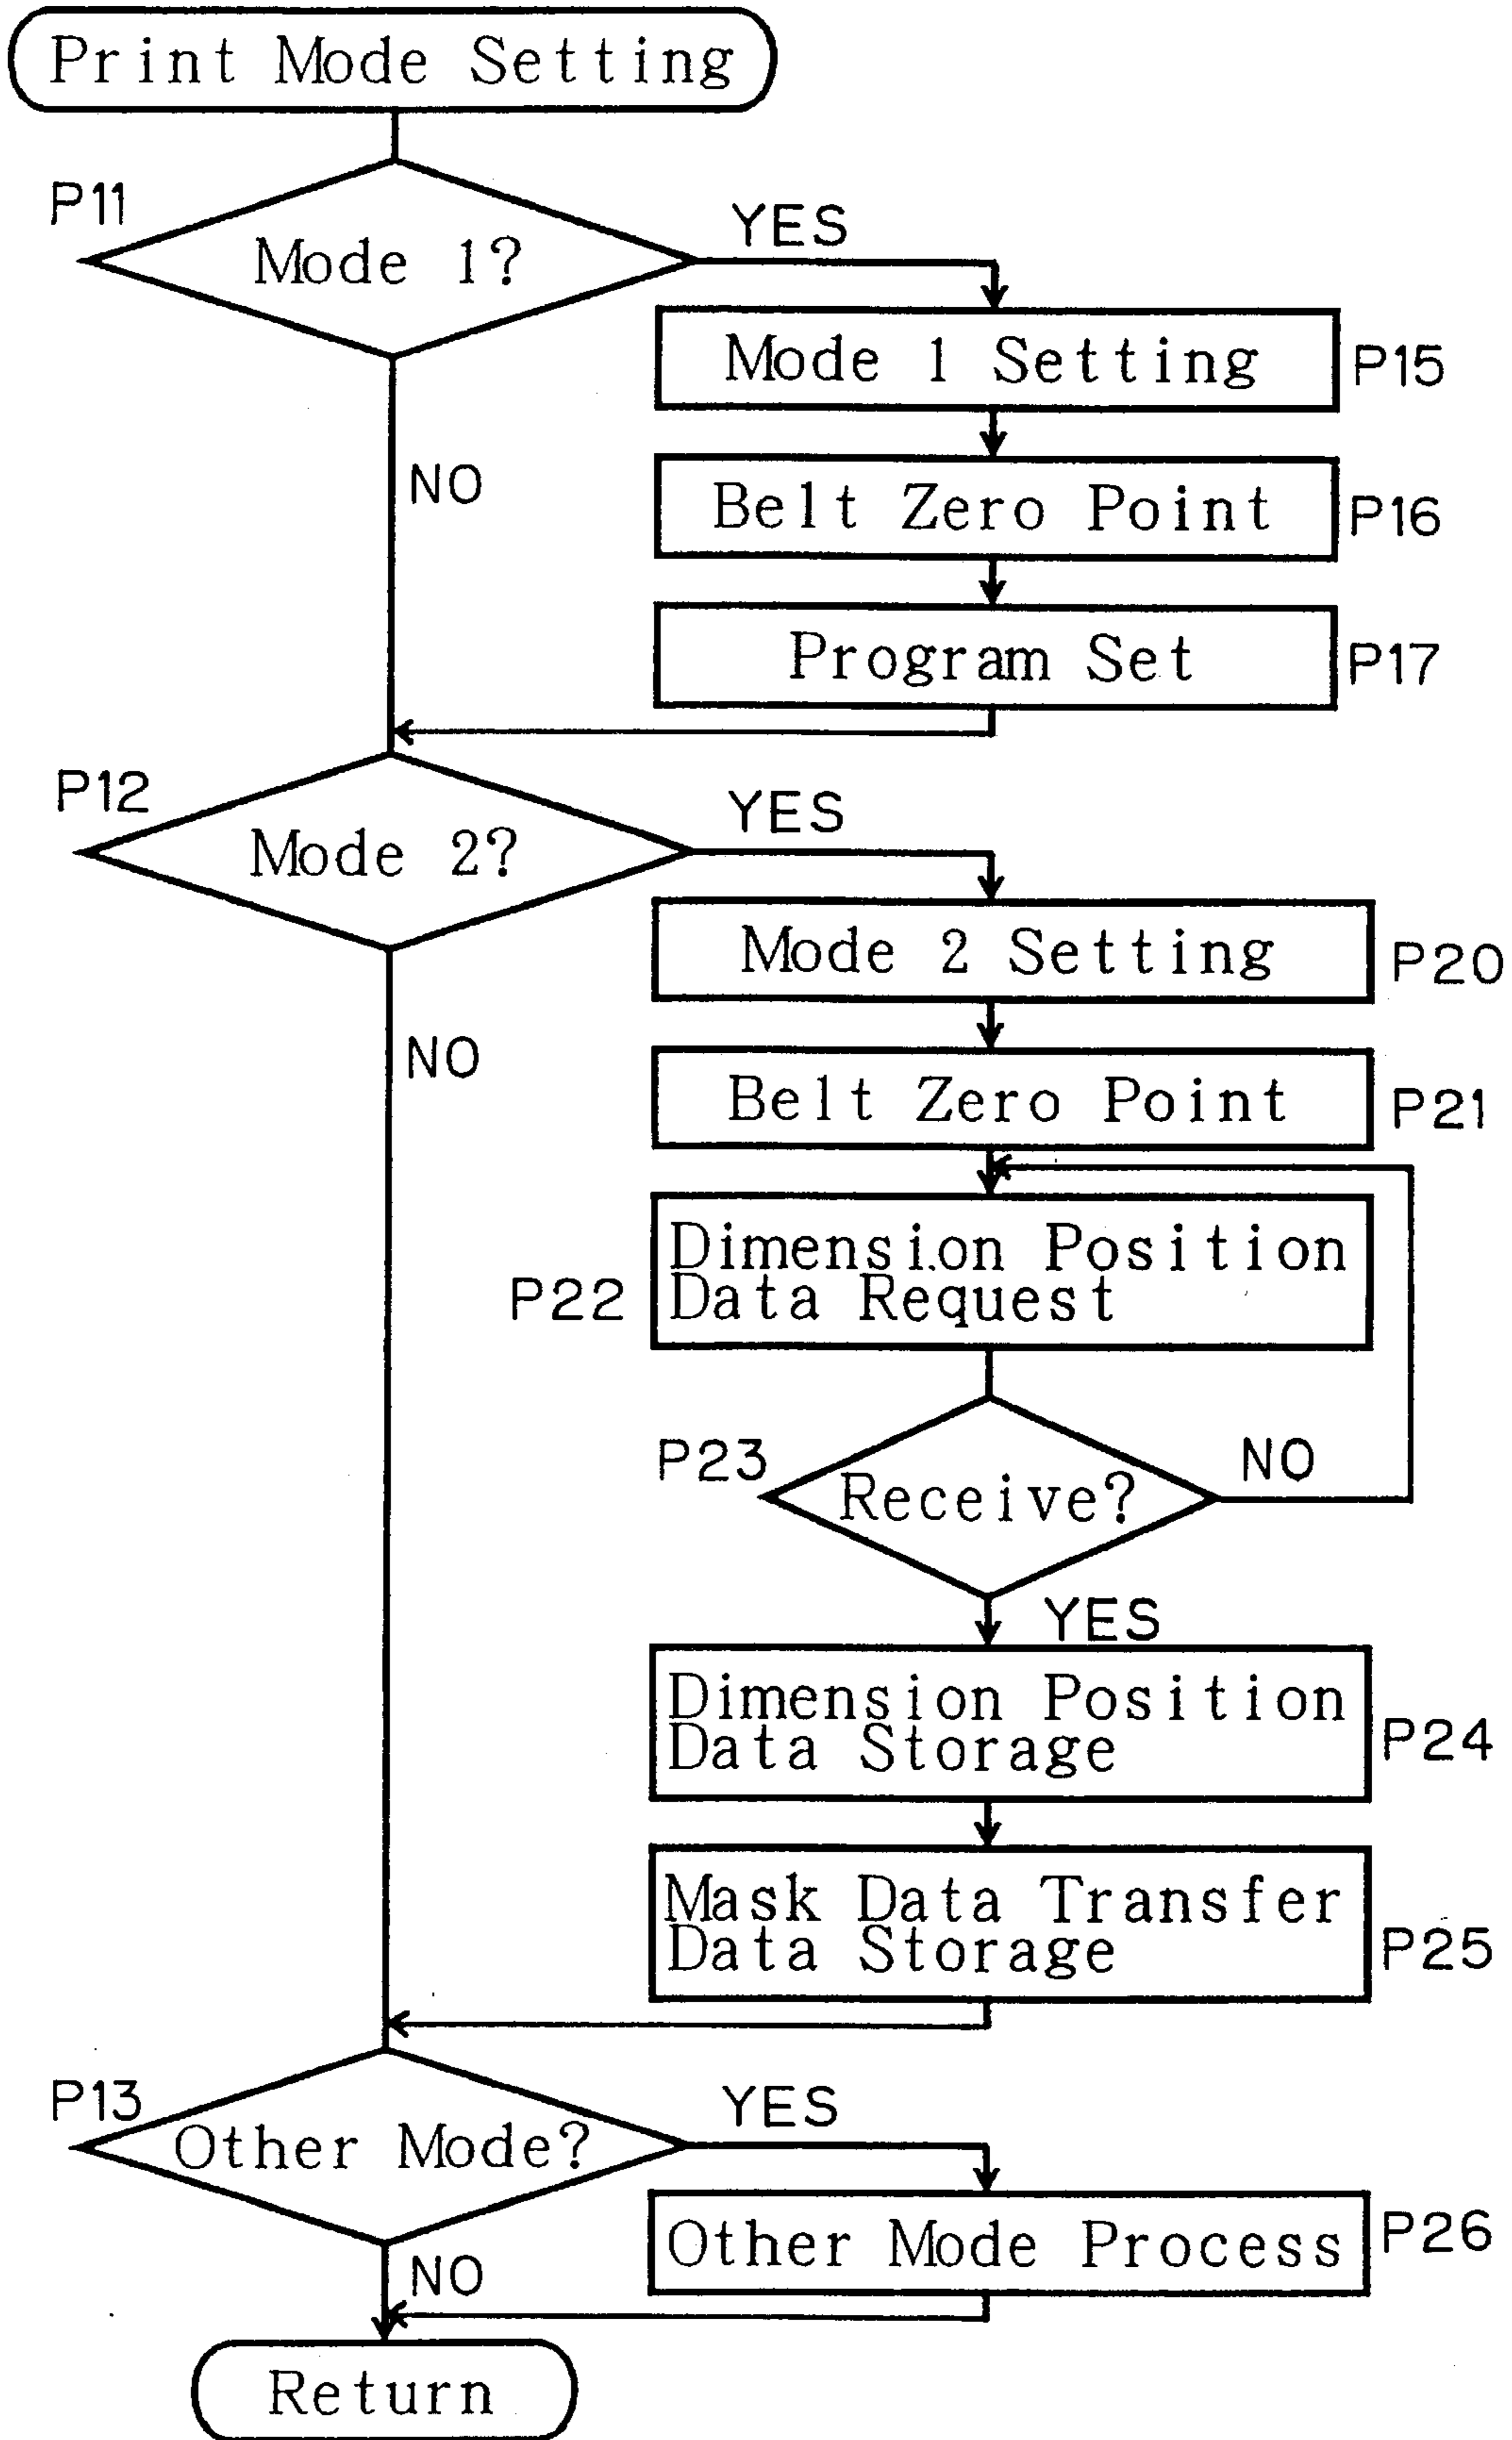 Print Mode Setting
P11
Mode 1?
YES
Mode 1 Setting
P15
NO
Belt Zero Point
P16
Program Set
P17
P12
Mode 2?
YES
Mode 2 Setting
P20
NO
Belt Zero Point
P21
Dimension Position
Data Request
P22
P23
Receive?
NO
YES
Dimension Position
Data Storage
P24
Mask Data Transfer
Data Storage
P25
P13
Other Mode?
YES
Other Mode Process
P26
NO
Return